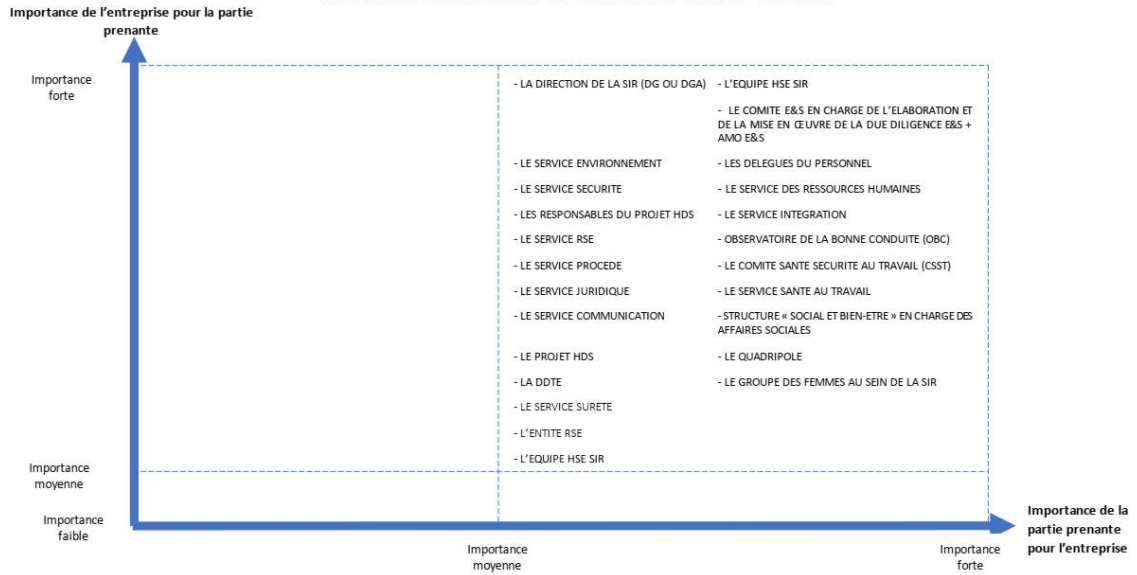 Importance de l'entreprise pour la partie
prenante
Importance
forte
- LA DIRECTION DE LA SIR (DG OU DGA)
- L'EQUIPE HSE SIR
- LE COMITE E&S EN CHARGE DE L'ELABORATION ET
DE LA MISE EN ŒUVRE DE LA DUE DILIGENCE E&S +
AMO E&S
- LE SERVICE ENVIRONNEMENT
- LES DELEGUES DU PERSONNEL
- LE SERVICE SECURITE
- LE SERVICE DES RESSOURCES HUMAINES
- LES RESPONSABLES DU PROJET HDS
- LE SERVICE INTEGRATION
- LE SERVICE RSE
- OBSERVATOIRE DE LA BONNE CONDUITE (OBC)
- LE SERVICE PROCEDE
- LE COMITE SANTE SECURITE AU TRAVAIL (CSST)
- LE SERVICE JURIDIQUE
- LE SERVICE SANTE AU TRAVAIL
- LE SERVICE COMMUNICATION
- STRUCTURE « SOCIAL ET BIEN-ETRE » EN CHARGE DES
AFFAIRES SOCIALES
- LE PROJET HDS
- LE QUADRIPOLE
- LA DDTE
- LE GROUPE DES FEMMES AU SEIN DE LA SIR
- LE SERVICE SURETE
- L'ENTITE RSE
- L'EQUIPE HSE SIR
Importance
moyenne
Importance
faible
Importance
moyenne
Importance
forte
Importance de la
partie prenante
pour l'entreprise